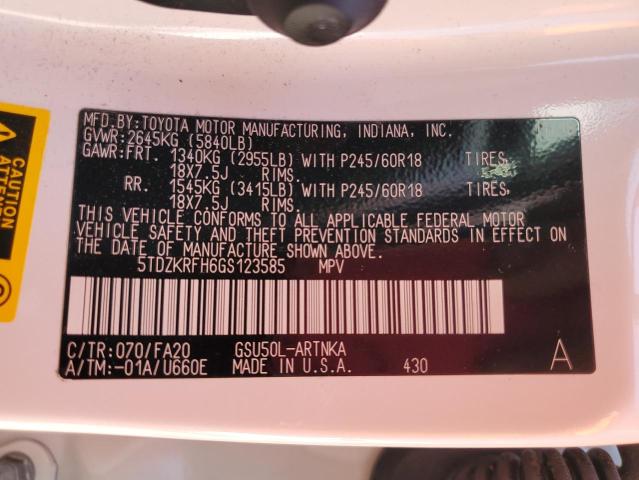 MFD.BY:TOYOTA MOTOR MANUFACTURING, INDIANA, INC.
GVWR:2645KG (5840LB)
GAWR:FRT. 1340KG (2955LB) WITH P245/60R18 TIRES,
18X7.5J RIMS.
RR. 1545KG (3415LB) WITH P245/60R18 TIRES,
18X7.5J RIMS.
THIS VEHICLE CONFORMS TO ALL APPLICABLE FEDERAL MOTOR
VEHICLE SAFETY AND THEFT PREVENTION STANDARDS IN EFFECT ON
THE DATE OF MANUFACTURE SHOWN ABOVE.
5TDZKRFH6GS123585 MPV
C/TR:070/FA20 GSU50L-ARTNKA
A/TM:-01A/U660E MADE IN U.S.A. 430 A
CAUTION